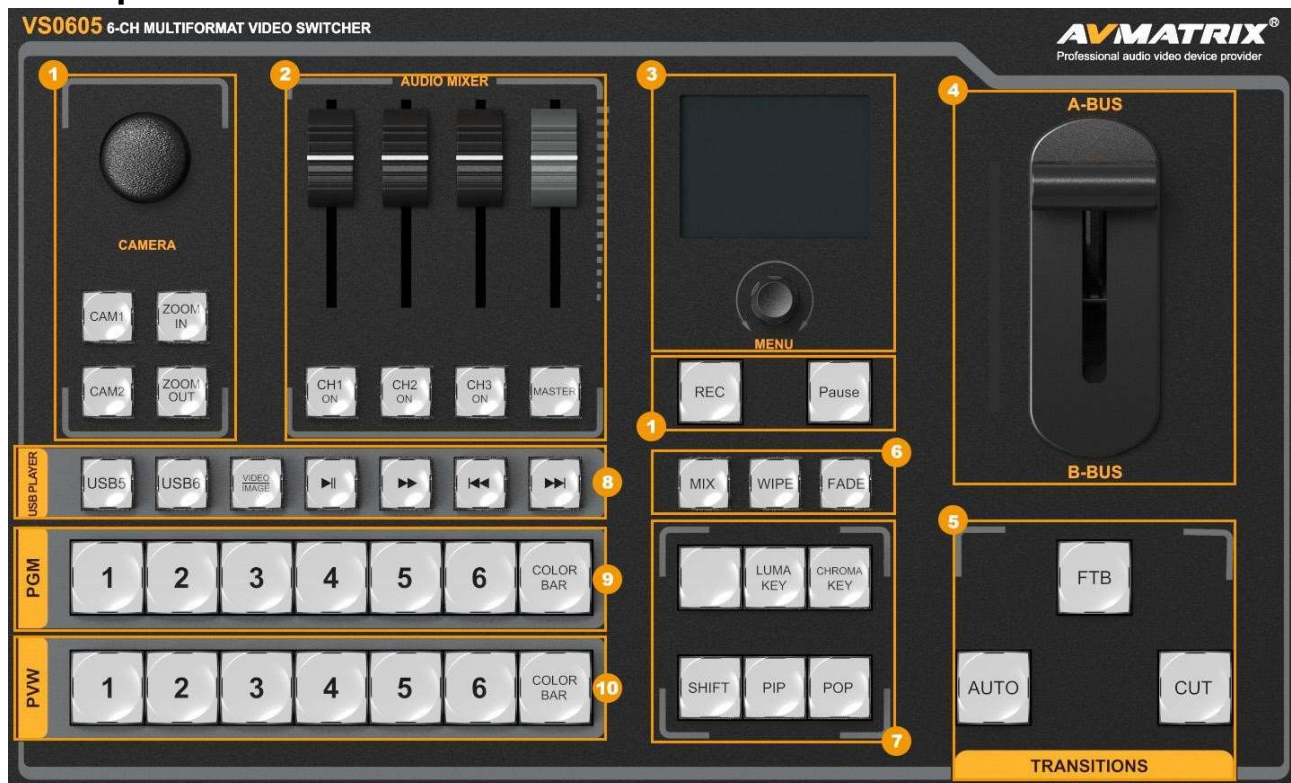 VS0605 6-CH MULTIFORMAT VIDEO SWITCHER
AVMATRIX®
Professional audio video device provider
1
CAMERA
CAM1
ZOOM
IN
CAM2
ZOOM
OUT
2
AUDIO MIXER
CH1
ON
CH2
ON
CH3
ON
MASTER
3
MENU
4
A-BUS
B-BUS
REC
Pause
1
6
MIX
WIPE
FADE
USB PLAYER
USB5
USB6
VIDEO
IMAGE
8
PGM
1
2
3
4
5
6
COLOR
BAR
9
PVW
1
2
3
4
5
6
COLOR
BAR
10
LUMA
KEY
CHROMA
KEY
SHIFT
PIP
POP
7
5
FTB
AUTO
CUT
TRANSITIONS